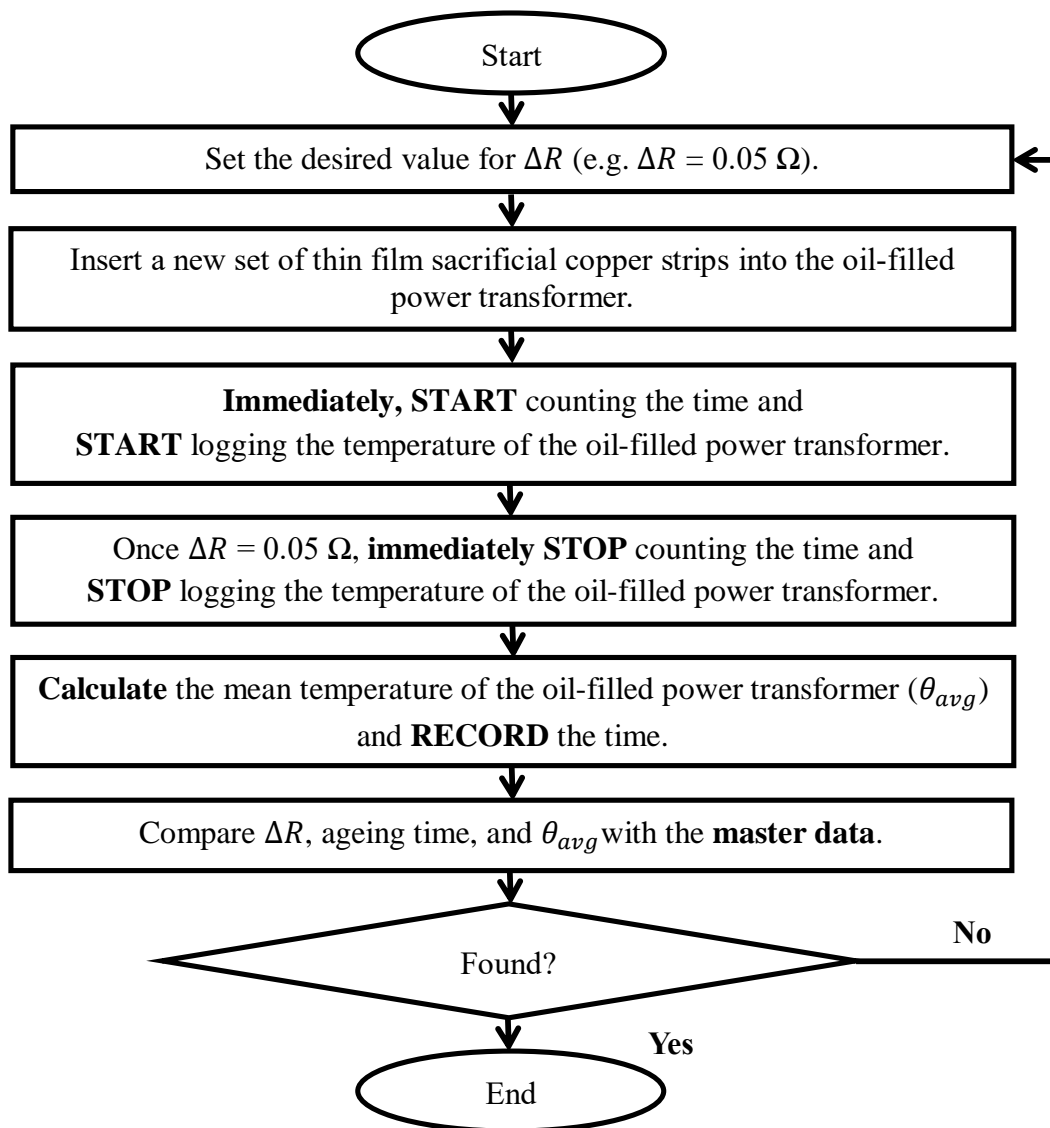 Start
Set the desired value for ΔR (e.g. ΔR = 0.05 Ω).
Insert a new set of thin film sacrificial copper strips into the oil-filled
power transformer.
Immediately, START counting the time and
START logging the temperature of the oil-filled power transformer.
Once ΔR = 0.05 Ω, immediately STOP counting the time and
STOP logging the temperature of the oil-filled power transformer.
Calculate the mean temperature of the oil-filled power transformer (θ_avg)
and RECORD the time.
Compare ΔR, ageing time, and θ_avg with the master data.
Found?
No
Yes
End